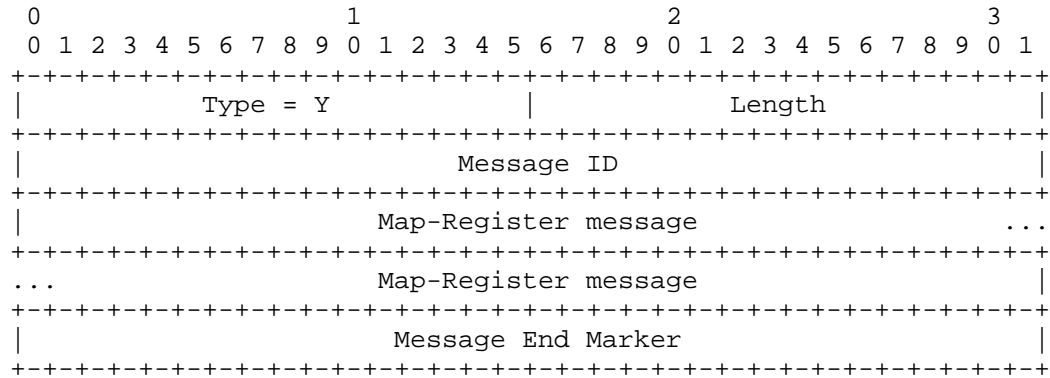 0                   1                   2                   3
 0 1 2 3 4 5 6 7 8 9 0 1 2 3 4 5 6 7 8 9 0 1 2 3 4 5 6 7 8 9 0 1
+-+-+-+-+-+-+-+-+-+-+-+-+-+-+-+-+-+-+-+-+-+-+-+-+-+-+-+-+-+-+-+-+
|           Type = Y            |            Length             |
+-+-+-+-+-+-+-+-+-+-+-+-+-+-+-+-+-+-+-+-+-+-+-+-+-+-+-+-+-+-+-+-+
|                           Message ID                          |
+-+-+-+-+-+-+-+-+-+-+-+-+-+-+-+-+-+-+-+-+-+-+-+-+-+-+-+-+-+-+-+-+
|                      Map-Register message                   ...
+-+-+-+-+-+-+-+-+-+-+-+-+-+-+-+-+-+-+-+-+-+-+-+-+-+-+-+-+-+-+-+-+
...                    Map-Register message                     |
+-+-+-+-+-+-+-+-+-+-+-+-+-+-+-+-+-+-+-+-+-+-+-+-+-+-+-+-+-+-+-+-+
|                       Message End Marker                      |
+-+-+-+-+-+-+-+-+-+-+-+-+-+-+-+-+-+-+-+-+-+-+-+-+-+-+-+-+-+-+-+-+